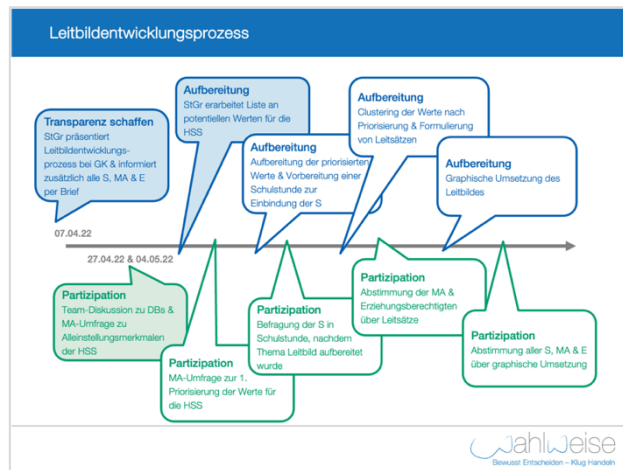 Leitbildentwicklungsprozess
Transparenz schaffen
StGr präsentiert
Leitbildentwicklungs-
prozess bei GK & informiert
zusätzlich alle S, MA & E
per Brief
Aufbereitung
StGr erarbeitet Liste an
potentiellen Werten für die
HSS
Aufbereitung
Aufbereitung der priorisierten
Werte & Vorbereitung einer
Schulstunde zur
Einbindung der S
Aufbereitung
Clustering der Werte nach
Priorisierung & Formulierung
von Leitsätzen
Aufbereitung
Graphische Umsetzung des
Leitbildes
07.04.22
27.04.22 & 04.05.22
Partizipation
Team-Diskussion zu DBs &
MA-Umfrage zu
Alleinstellungsmerkmalen
der HSS
Partizipation
MA-Umfrage zur 1.
Priorisierung der Werte für
die HSS
Partizipation
Befragung der S in
Schulstunde, nachdem
Thema Leitbild aufbereitet
wurde
Partizipation
Abstimmung der MA &
Erziehungsberechtigten
über Leitsätze
Partizipation
Abstimmung aller S, MA & E
über graphische Umsetzung
WahlWeise
Bewusst Entscheiden – Klug Handeln